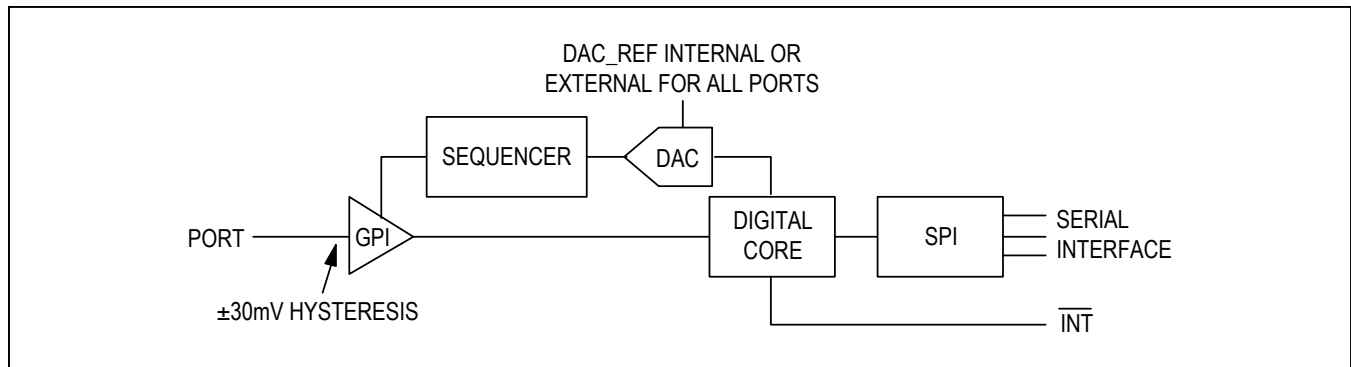 DAC_REF INTERNAL OR
EXTERNAL FOR ALL PORTS
SEQUENCER
DAC
PORT
GPI
DIGITAL
CORE
SPI
SERIAL
INTERFACE
±30mV HYSTERESIS
INT